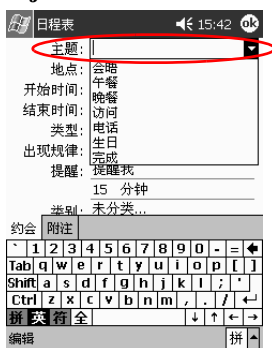 日程表 15:42 ok
主题:
地点: 会晤
午餐
开始时间: 晚餐
结束时间: 访问
类型: 电话
生日
出现规律: 完成
提醒: 提醒我
15 分钟
类别: 未分类...
约会 附注
` 1 2 3 4 5 6 7 8 9 0 - =
Tab q w e r t y u i o p [ ]
Shift a s d f g h j k l ; '
Ctrl z x c v b n m , . / ↵
拼 英 符 全 ↓ ↑ ← →
编辑 拼